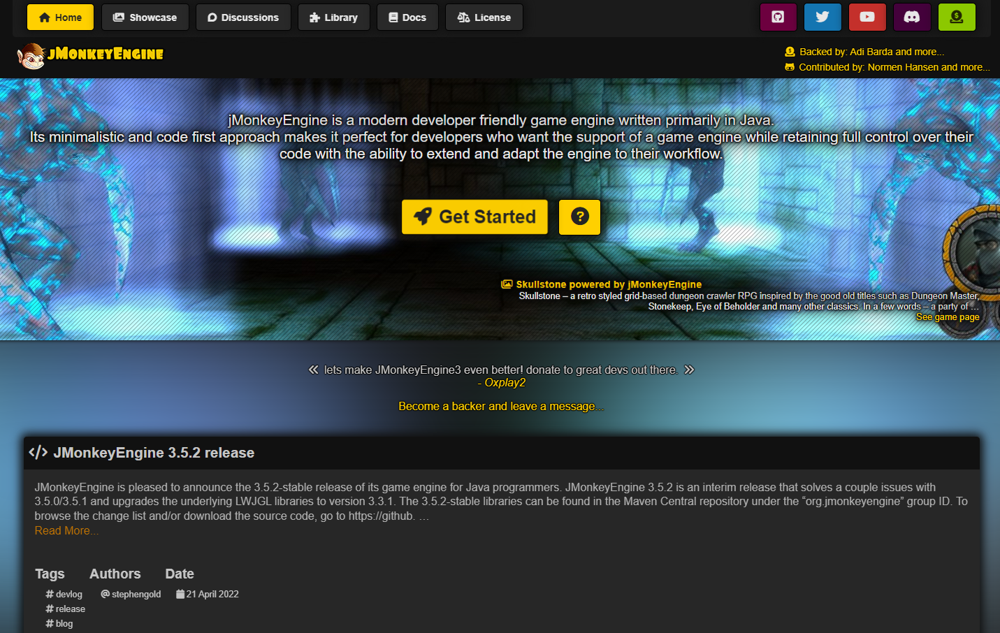 Home Showcase Discussions Library Docs License
jMonkeyEngine
Backed by: Adi Barda and more...
Contributed by: Normen Hansen and more...
jMonkeyEngine is a modern developer friendly game engine written primarily in Java.
Its minimalistic and code first approach makes it perfect for developers who want the support of a game engine while retaining full control over their
code with the ability to extend and adapt the engine to their workflow.
Get Started
Skullstone powered by jMonkeyEngine
Skullstone – a retro styled grid-based dungeon crawler RPG inspired by the good old titles such as Dungeon Master,
Stonekeep, Eye of Beholder and many other classics. In a few words – a party of ...
See game page
« lets make JMonkeyEngine3 even better! donate to great devs out there. »
- Oxplay2
Become a backer and leave a message...
</> JMonkeyEngine 3.5.2 release
JMonkeyEngine is pleased to announce the 3.5.2-stable release of its game engine for Java programmers. JMonkeyEngine 3.5.2 is an interim release that solves a couple issues with
3.5.0/3.5.1 and upgrades the underlying LWJGL libraries to version 3.3.1. The 3.5.2-stable libraries can be found in the Maven Central repository under the “org.jmonkeyengine” group ID. To
browse the change list and/or download the source code, go to https://github. …
Read More...
Tags Authors Date
# devlog @ stephengold 21 April 2022
# release
# blog